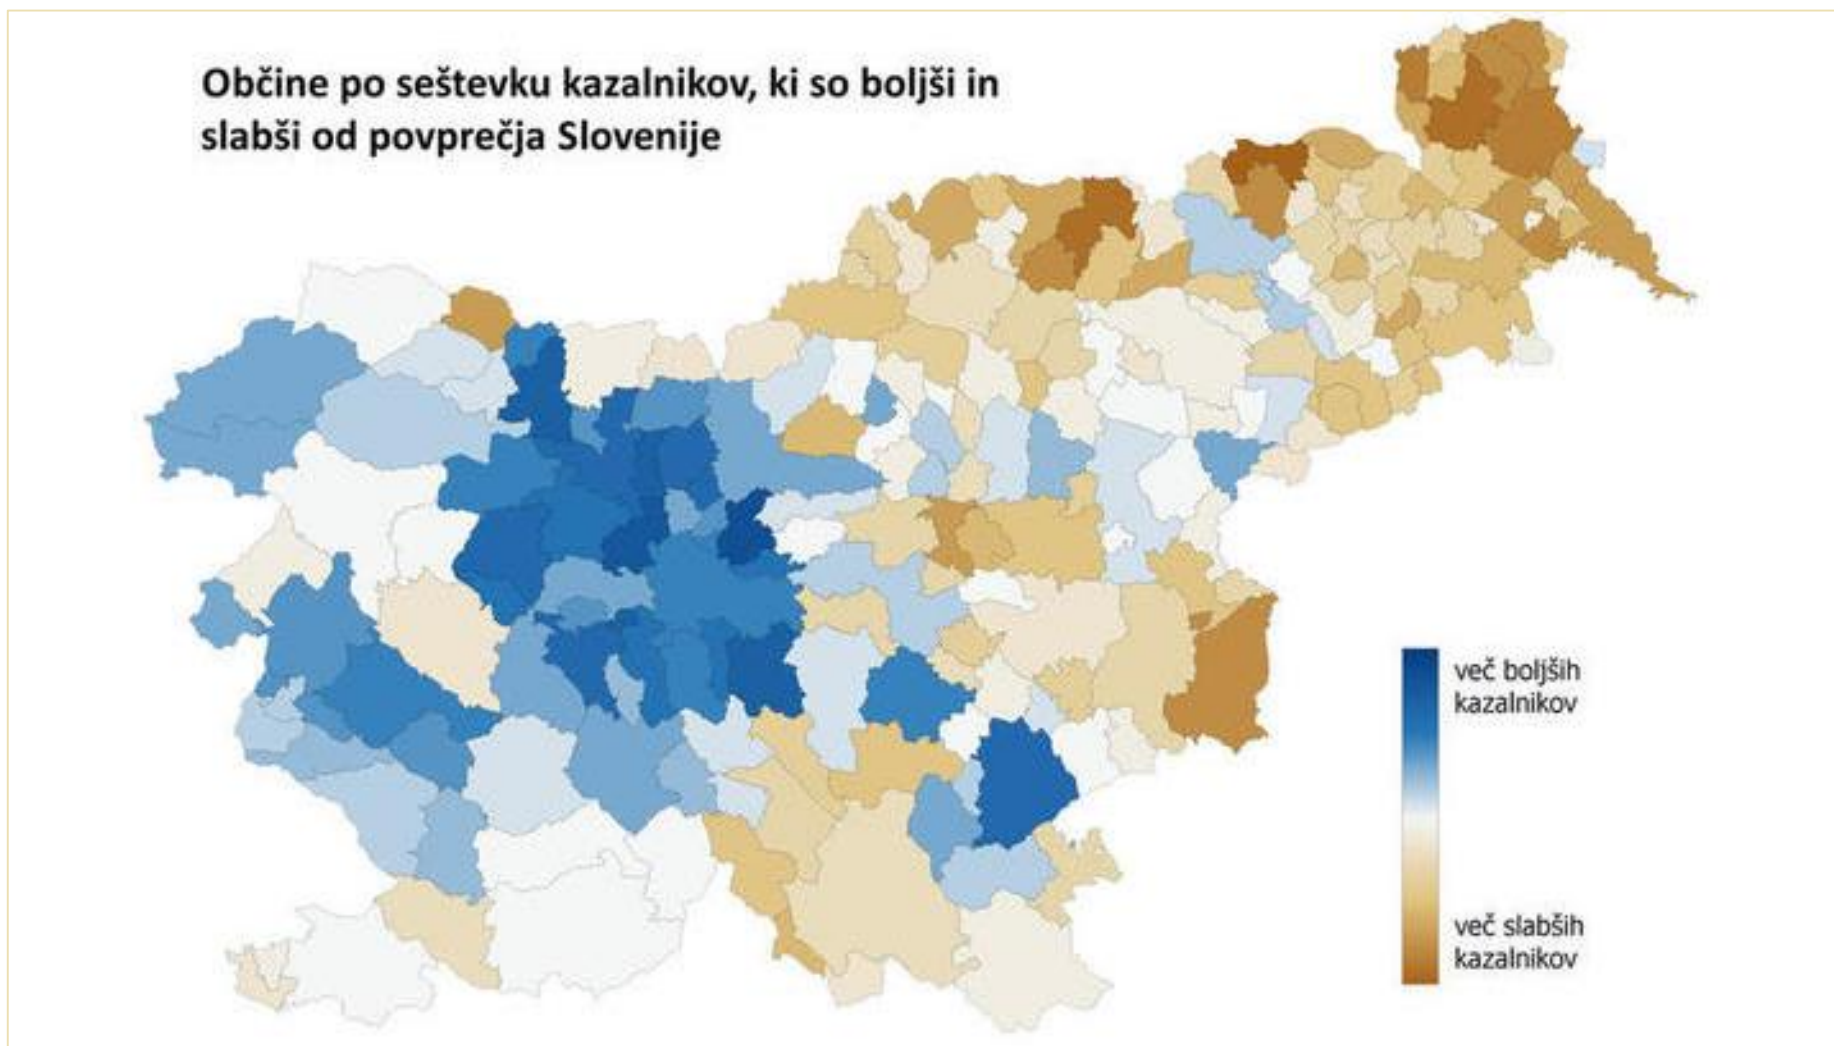 Občine po seštevku kazalnikov, ki so boljši in
slabši od povprečja Slovenije
več boljših
kazalnikov
več slabših
kazalnikov